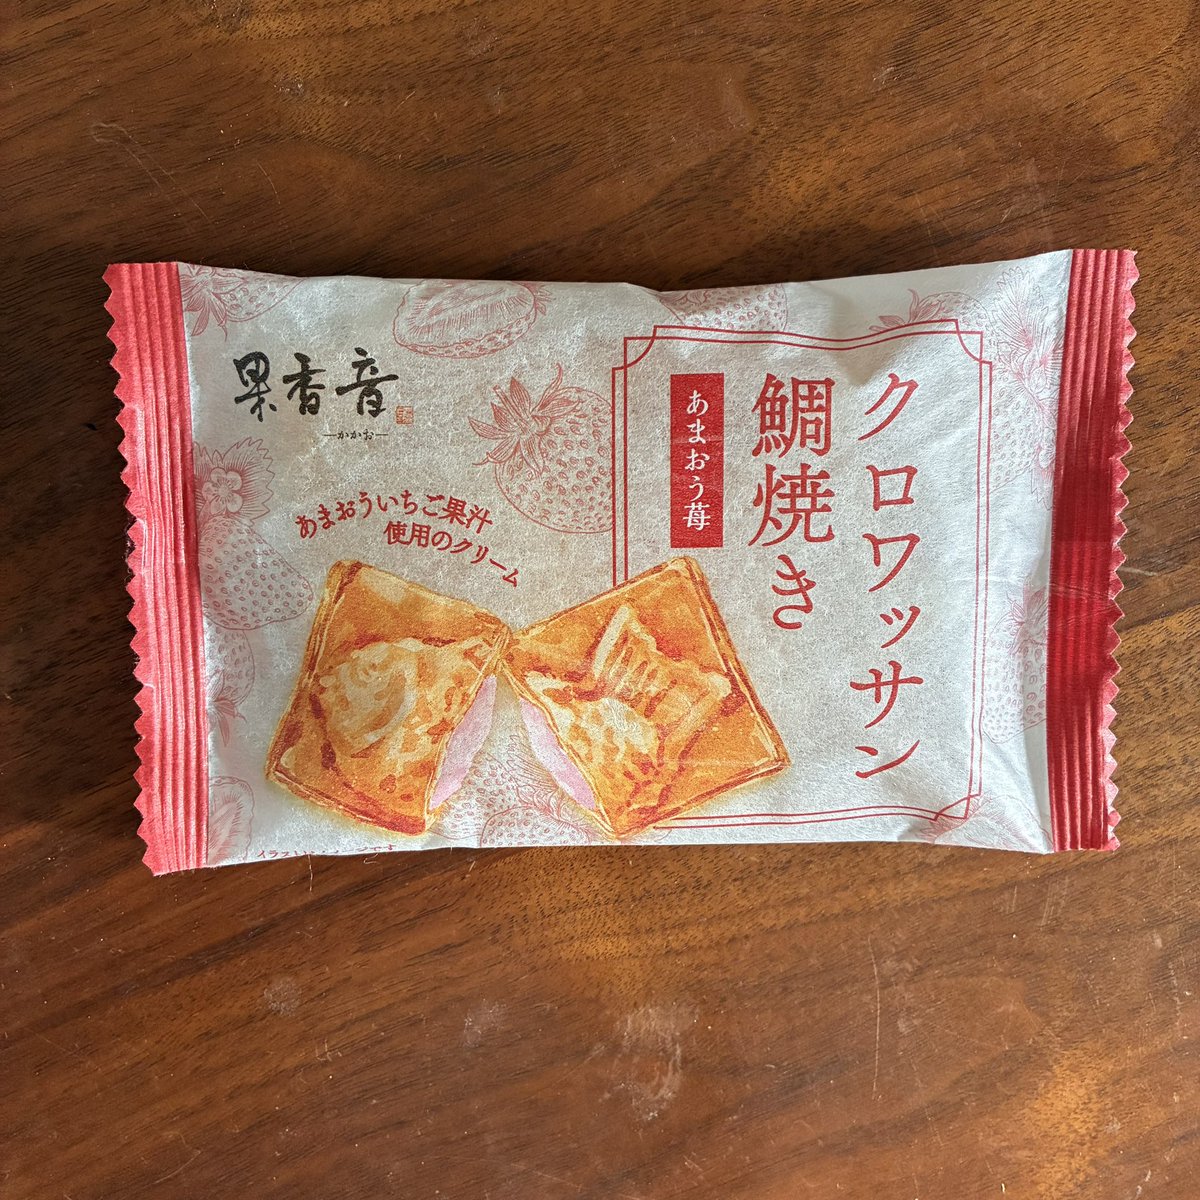 果香音
―かかお―
あまおういちご果汁
使用のクリーム
クロワッサン
鯛焼き
あまおう苺